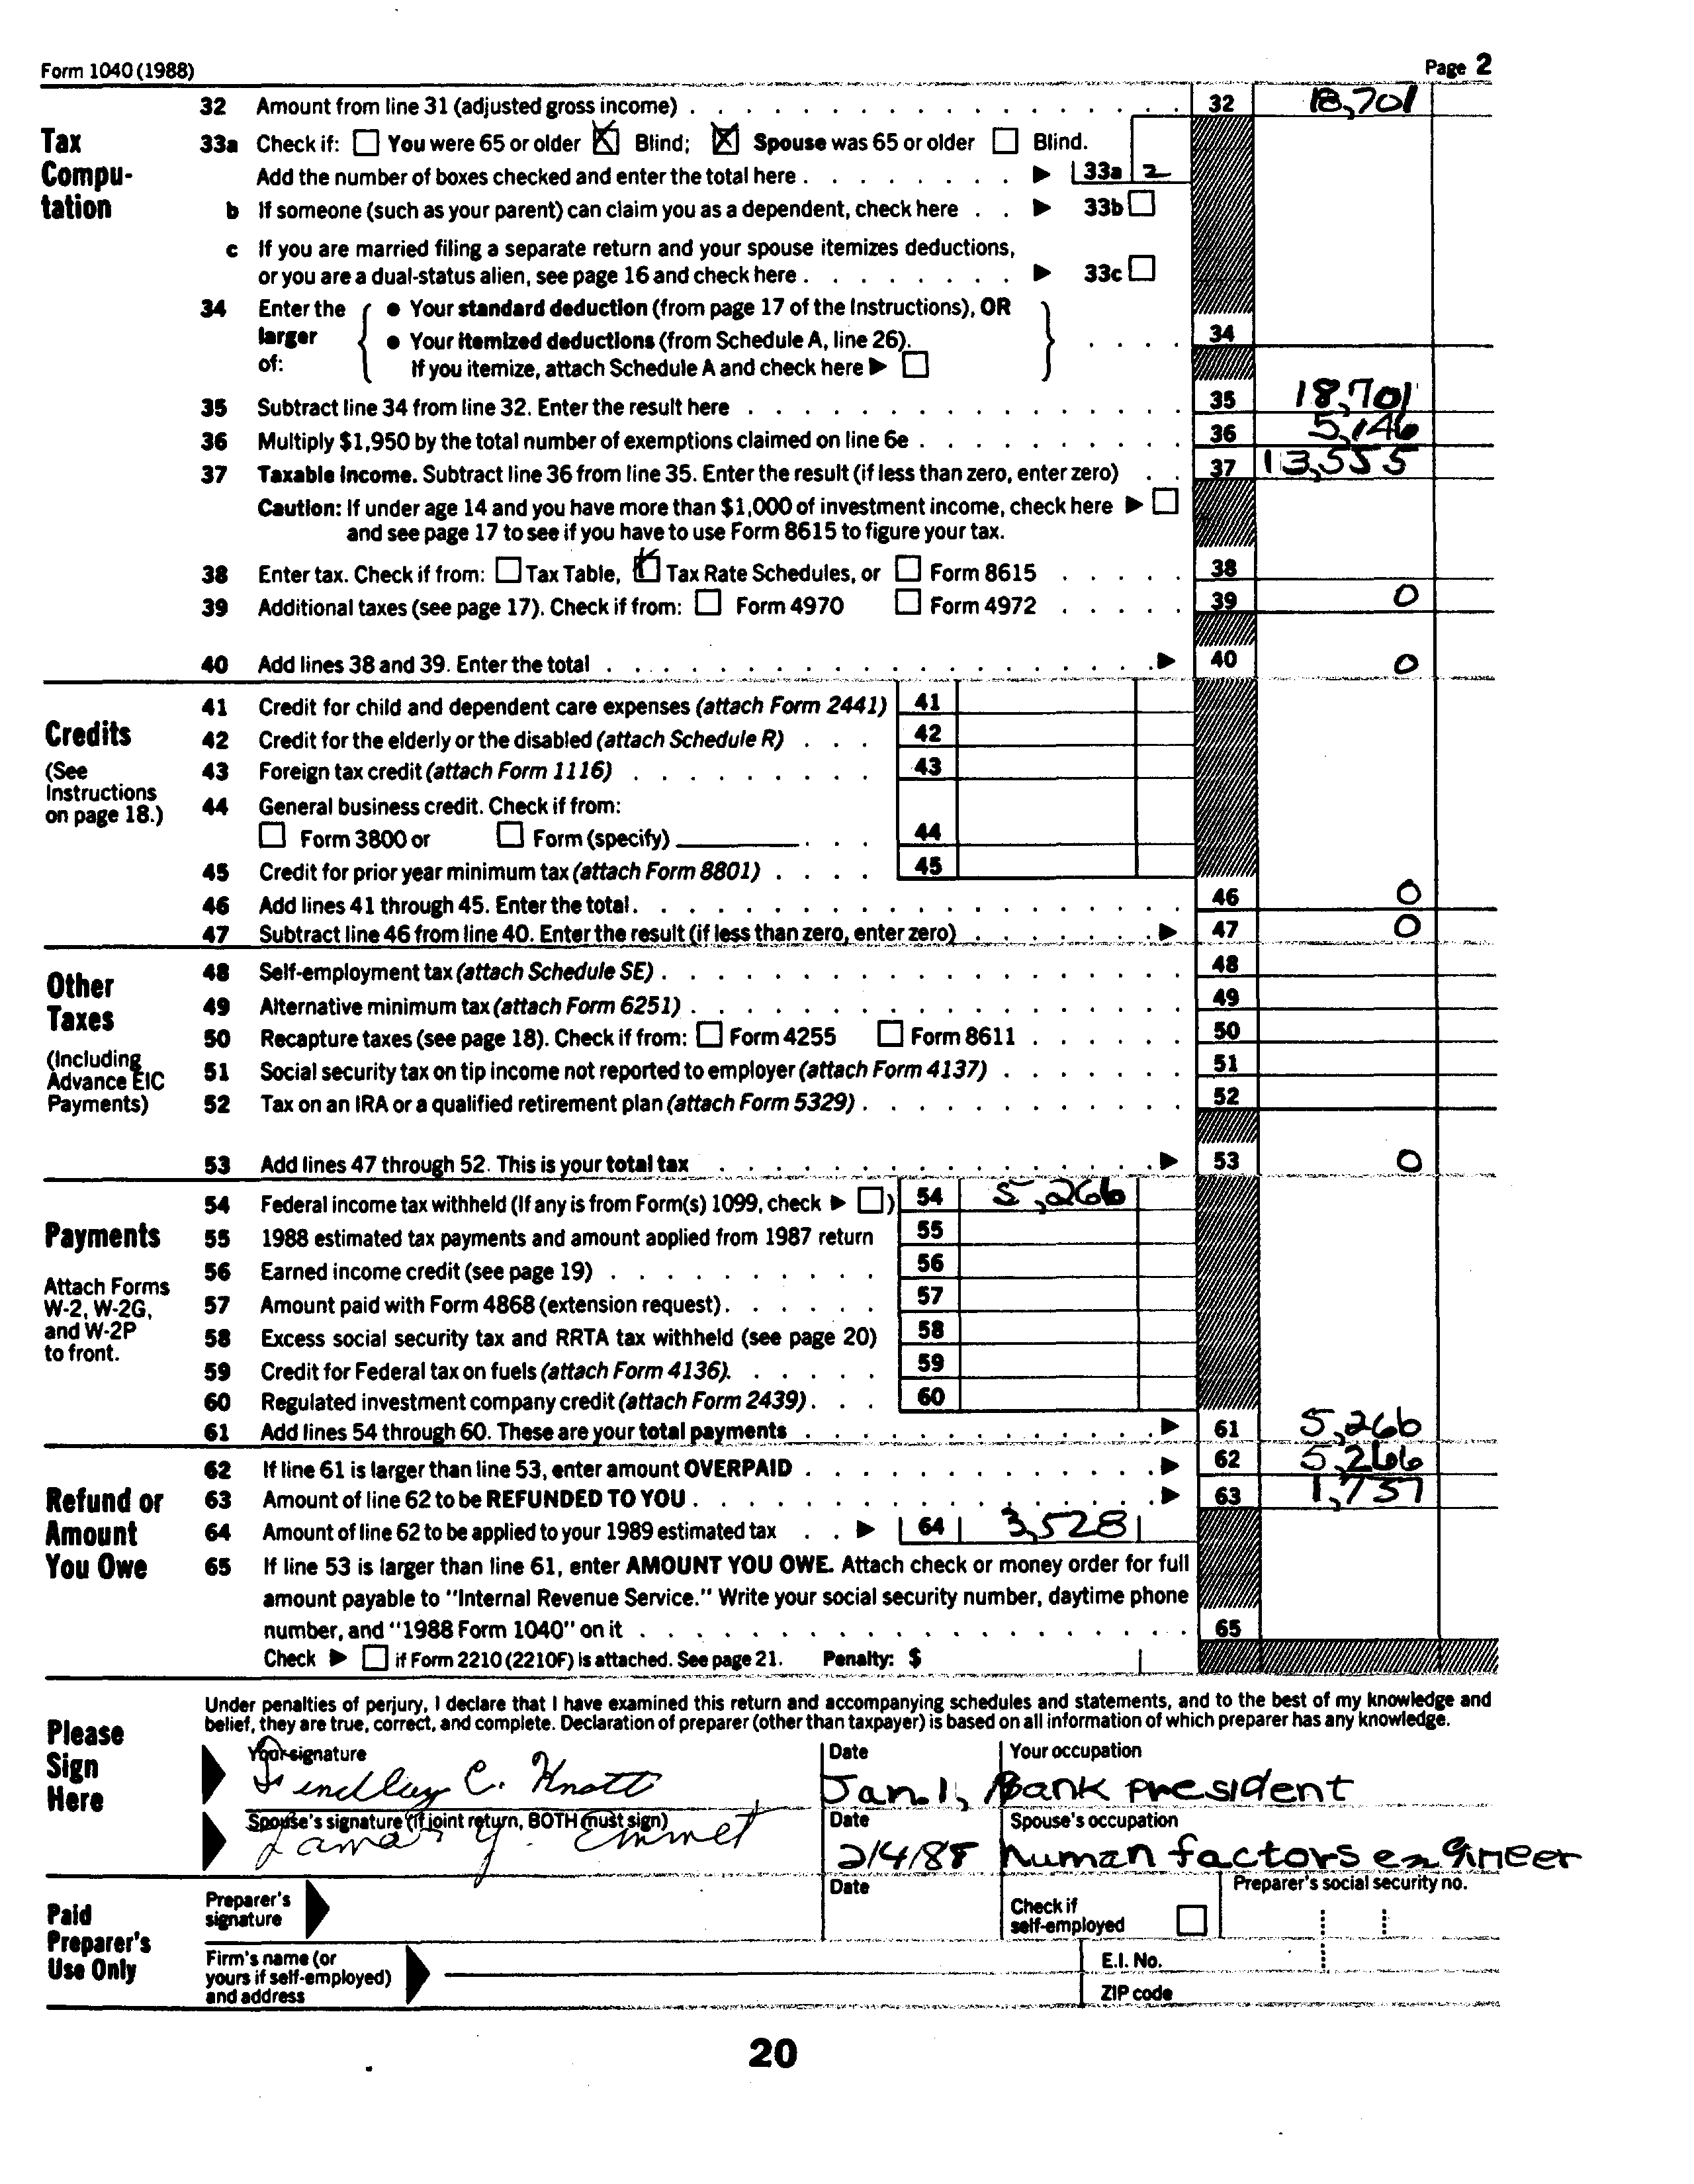 Form 1040 (1988) Page 2
32 Amount from line 31 (adjusted gross income) 32 18,701
Tax Computation
33a Check if: You were 65 or older Blind; Spouse was 65 or older Blind.
Add the number of boxes checked and enter the total here 33a 2
b If someone (such as your parent) can claim you as a dependent, check here 33b
c If you are married filing a separate return and your spouse itemizes deductions,
or you are a dual-status alien, see page 16 and check here 33c
34 Enter the larger of:
• Your standard deduction (from page 17 of the Instructions), OR
• Your itemized deductions (from Schedule A, line 26). 34
If you itemize, attach Schedule A and check here
35 Subtract line 34 from line 32. Enter the result here 35 18,701
36 Multiply $1,950 by the total number of exemptions claimed on line 6e 36 5,146
37 Taxable Income. Subtract line 36 from line 35. Enter the result (if less than zero, enter zero) 37 13,555
Caution: If under age 14 and you have more than $1,000 of investment income, check here
and see page 17 to see if you have to use Form 8615 to figure your tax.
38 Enter tax. Check if from: Tax Table, Tax Rate Schedules, or Form 8615 38
39 Additional taxes (see page 17). Check if from: Form 4970 Form 4972 39 0
40 Add lines 38 and 39. Enter the total 40 0
Credits
(See Instructions on page 18.)
41 Credit for child and dependent care expenses (attach Form 2441) 41
42 Credit for the elderly or the disabled (attach Schedule R) 42
43 Foreign tax credit (attach Form 1116) 43
44 General business credit. Check if from:
Form 3800 or Form (specify) 44
45 Credit for prior year minimum tax (attach Form 8801) 45
46 Add lines 41 through 45. Enter the total 46 0
47 Subtract line 46 from line 40. Enter the result (if less than zero, enter zero) 47 0
Other Taxes
(Including Advance EIC Payments)
48 Self-employment tax (attach Schedule SE) 48
49 Alternative minimum tax (attach Form 6251) 49
50 Recapture taxes (see page 18). Check if from: Form 4255 Form 8611 50
51 Social security tax on tip income not reported to employer (attach Form 4137) 51
52 Tax on an IRA or a qualified retirement plan (attach Form 5329) 52
53 Add lines 47 through 52. This is your total tax 53 0
Payments
Attach Forms W-2, W-2G, and W-2P to front.
54 Federal income tax withheld (If any is from Form(s) 1099, check ) 54 5,266
55 1988 estimated tax payments and amount applied from 1987 return 55
56 Earned income credit (see page 19) 56
57 Amount paid with Form 4868 (extension request) 57
58 Excess social security tax and RRTA tax withheld (see page 20) 58
59 Credit for Federal tax on fuels (attach Form 4136) 59
60 Regulated investment company credit (attach Form 2439) 60
61 Add lines 54 through 60. These are your total payments 61 5,266
Refund or Amount You Owe
62 If line 61 is larger than line 53, enter amount OVERPAID 62 5,266
63 Amount of line 62 to be REFUNDED TO YOU 63 1,737
64 Amount of line 62 to be applied to your 1989 estimated tax 64 3,528
65 If line 53 is larger than line 61, enter AMOUNT YOU OWE. Attach check or money order for full
amount payable to "Internal Revenue Service." Write your social security number, daytime phone
number, and "1988 Form 1040" on it 65
Check if Form 2210 (2210F) is attached. See page 21. Penalty: $
Please Sign Here
Under penalties of perjury, I declare that I have examined this return and accompanying schedules and statements, and to the best of my knowledge and
belief, they are true, correct, and complete. Declaration of preparer (other than taxpayer) is based on all information of which preparer has any knowledge.
Your signature Date Your occupation
C. Knott Jan. 1, Bank president
Spouse's signature (if joint return, BOTH must sign) Date Spouse's occupation
Y. Emmet 2/4/88 human factors engineer
Paid Preparer's Use Only
Preparer's signature Date Check if self-employed Preparer's social security no.
Firm's name (or yours if self-employed) and address E.I. No.
ZIP code
20